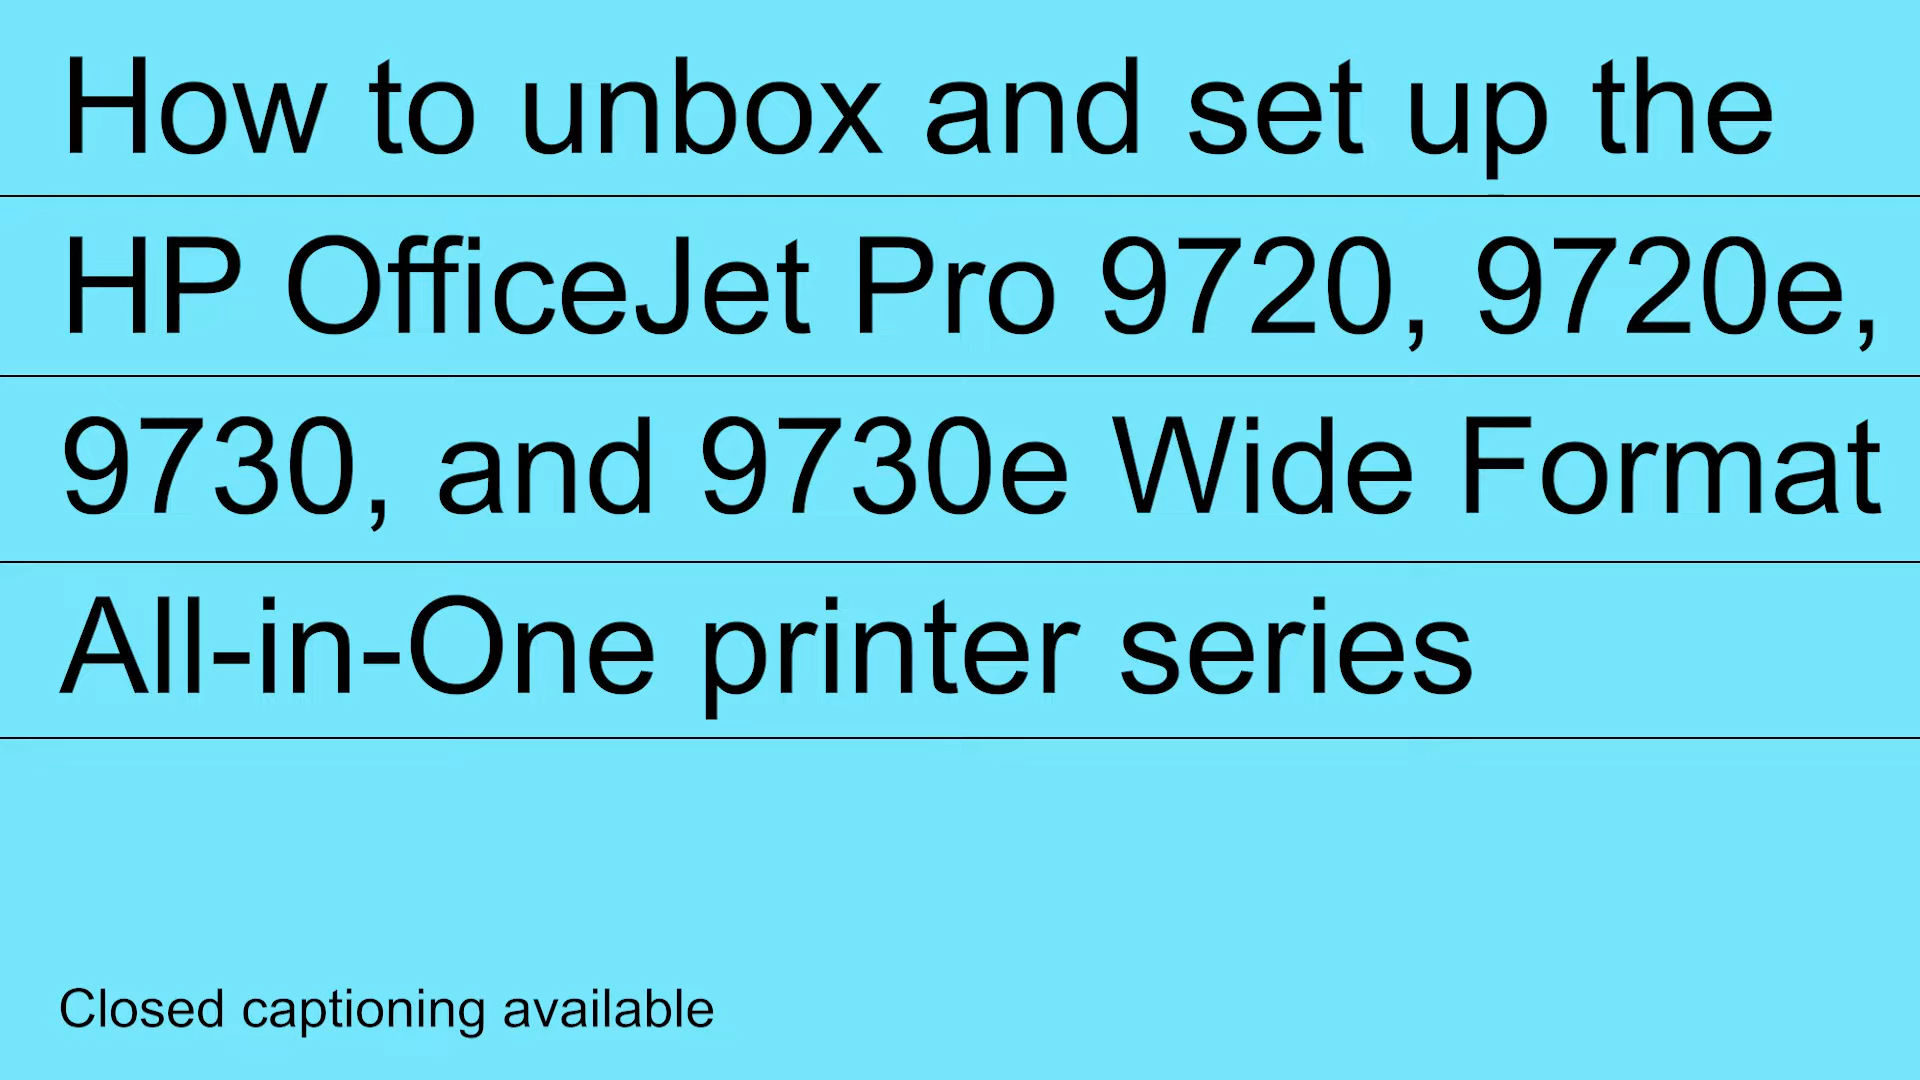 How to unbox and set up the
HP OfficeJet Pro 9720, 9720e,
9730, and 9730e Wide Format
All-in-One printer series
Closed captioning available